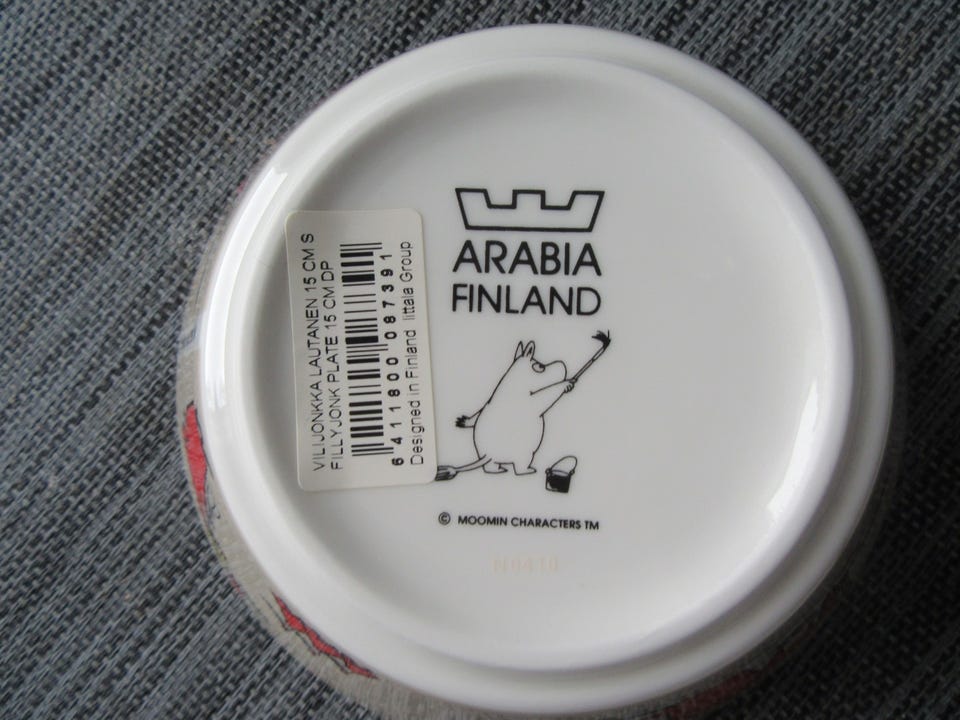 VILIJONKKA LAUTANEN 15 CM S
FILLYJONK PLATE 15 CM DP
6 411800 087391
Designed in Finland Iittala Group
ARABIA
FINLAND
© MOOMIN CHARACTERS TM